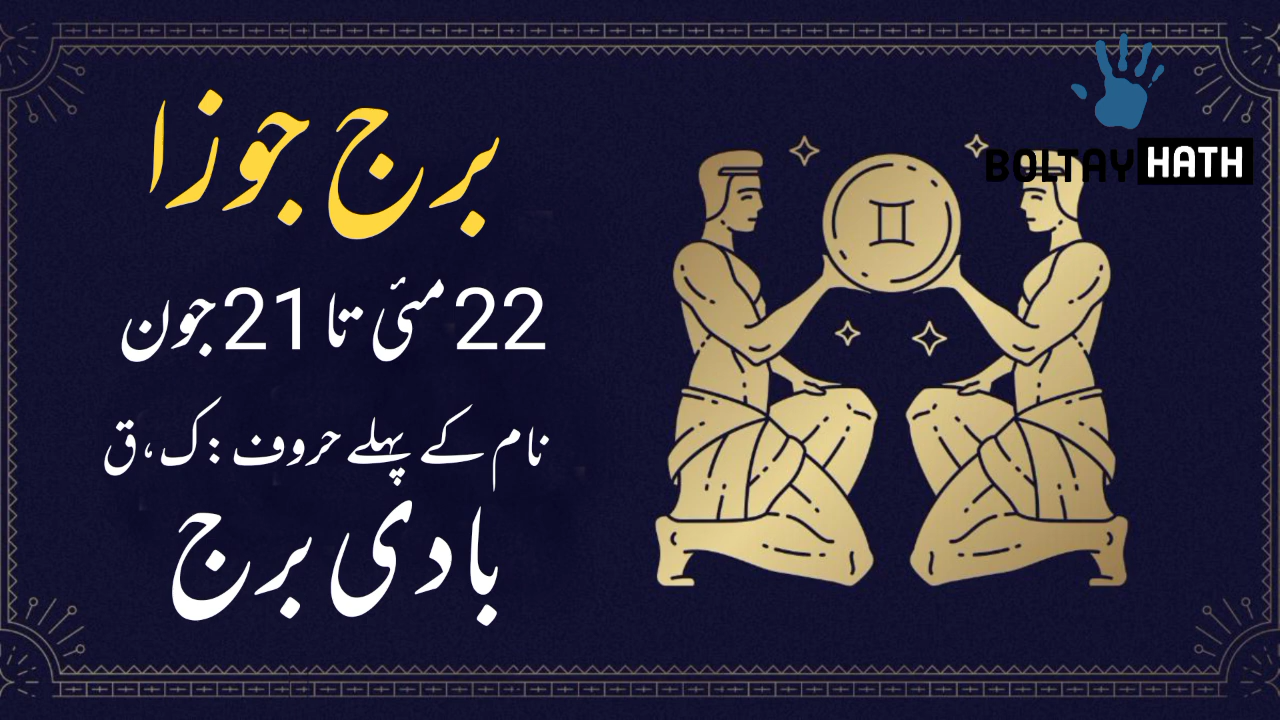 برج جوزا
22 مئی تا 21 جون
نام کے پہلے حروف : ک، ق
بادی برج
BOLTAY HATH